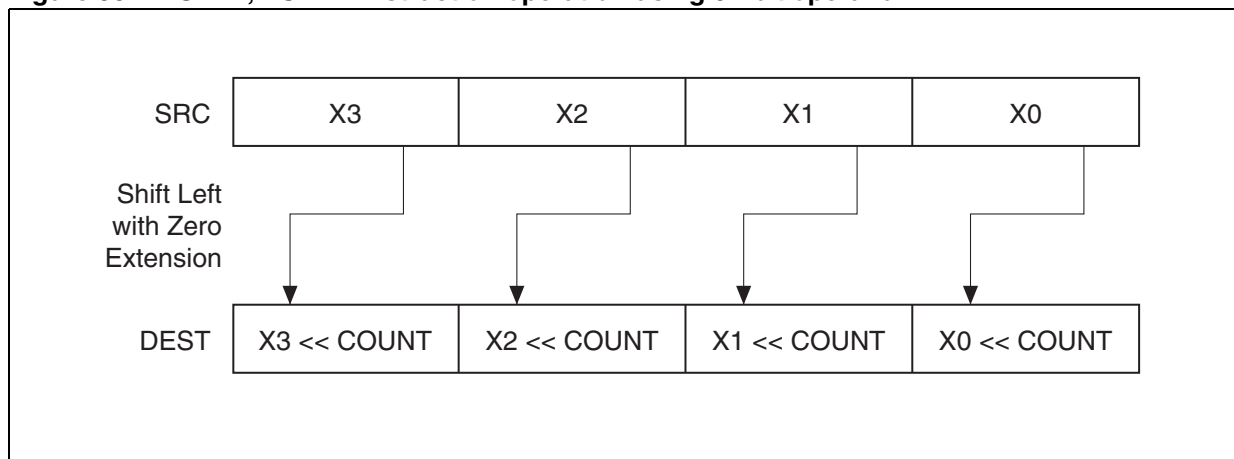 SRC X3 X2 X1 X0
Shift Left
with Zero
Extension
DEST X3 << COUNT X2 << COUNT X1 << COUNT X0 << COUNT